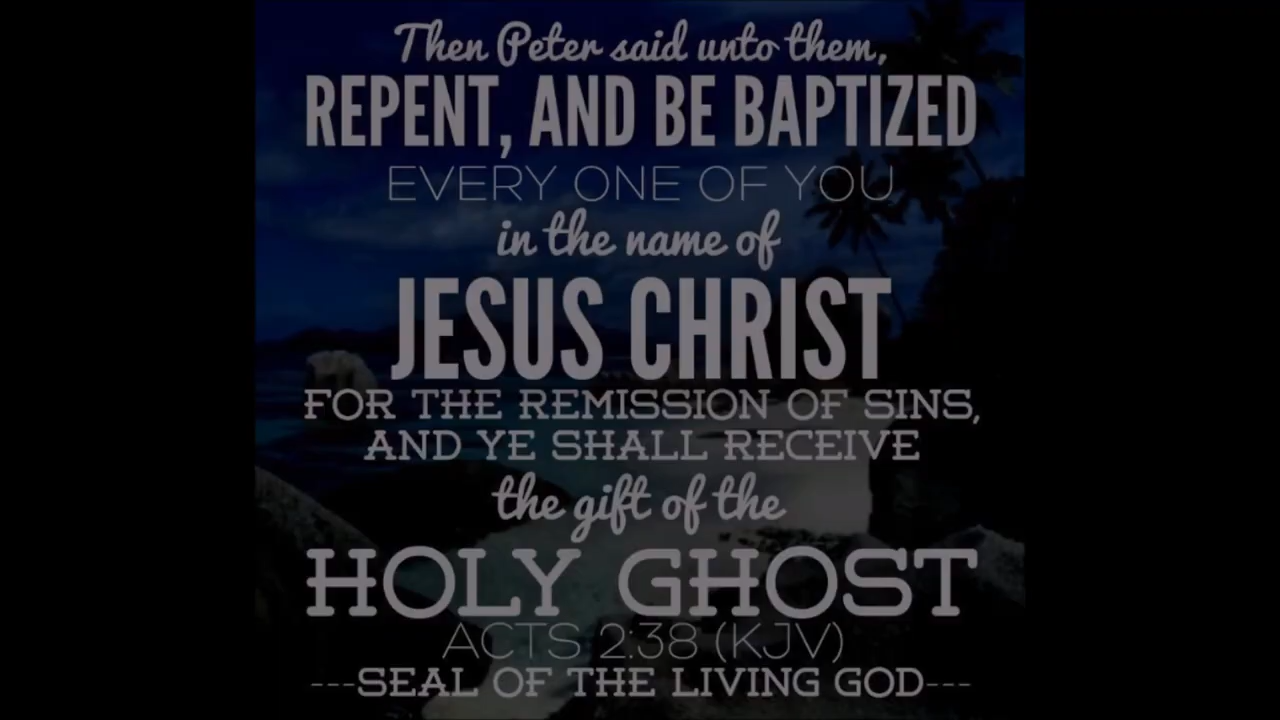 Then Peter said unto them,
REPENT, AND BE BAPTIZED
EVERY ONE OF YOU
in the name of
JESUS CHRIST
FOR THE REMISSION OF SINS,
AND YE SHALL RECEIVE
the gift of the
HOLY GHOST
ACTS 2:38 (KJV)
---SEAL OF THE LIVING GOD---